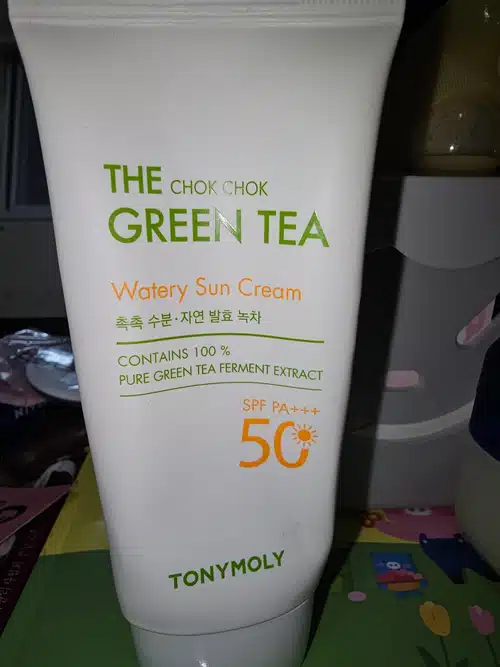 THE CHOK CHOK
GREEN TEA
Watery Sun Cream
촉촉 수분·자연 발효 녹차
CONTAINS 100 %
PURE GREEN TEA FERMENT EXTRACT
SPF PA+++
50
TONYMOLY